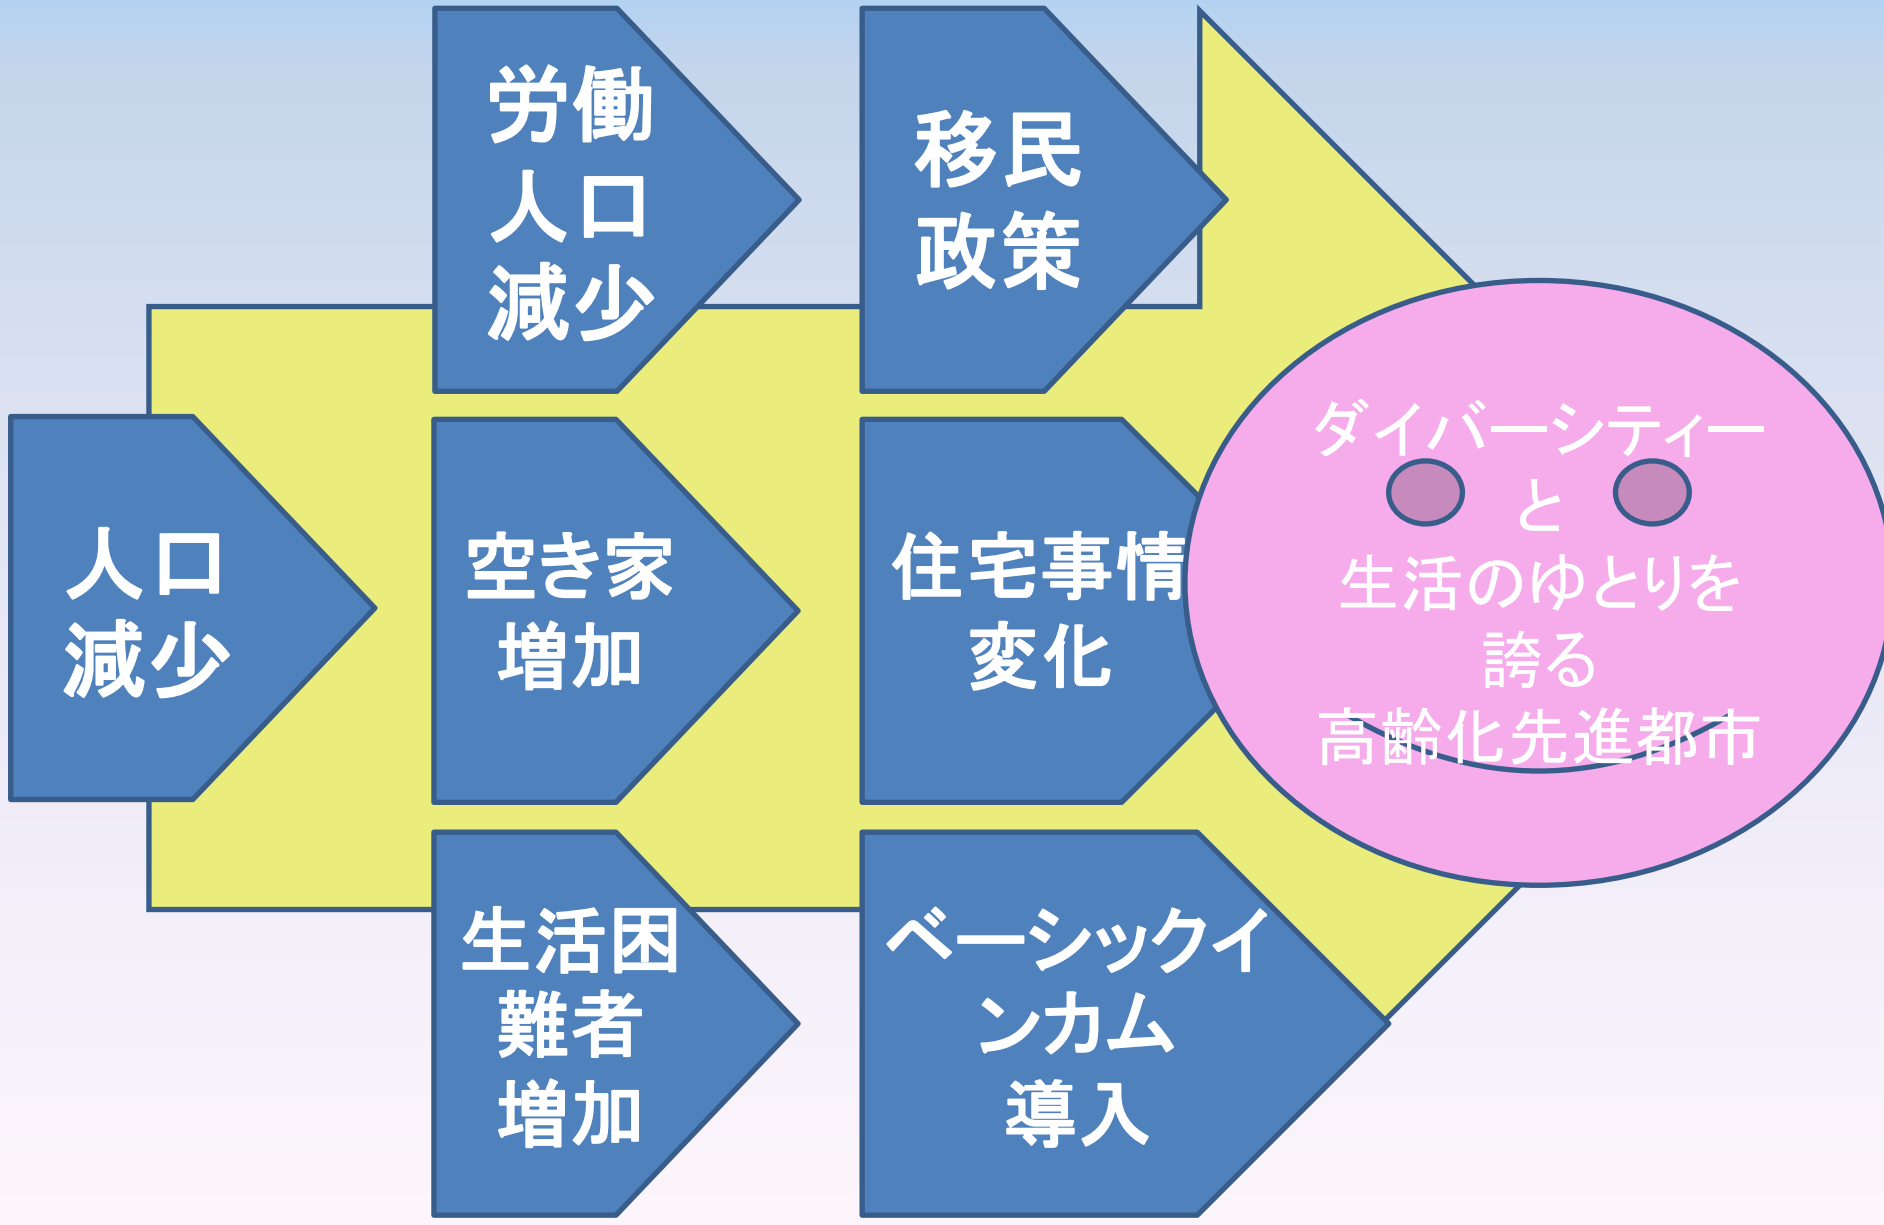 人口
減少
労働
人口
減少
移民
政策
空き家
増加
住宅事情
変化
生活困
難者
増加
ベーシックイ
ンカム
導入
ダイバーシティー
と
生活のゆとりを
誇る
高齢化先進都市